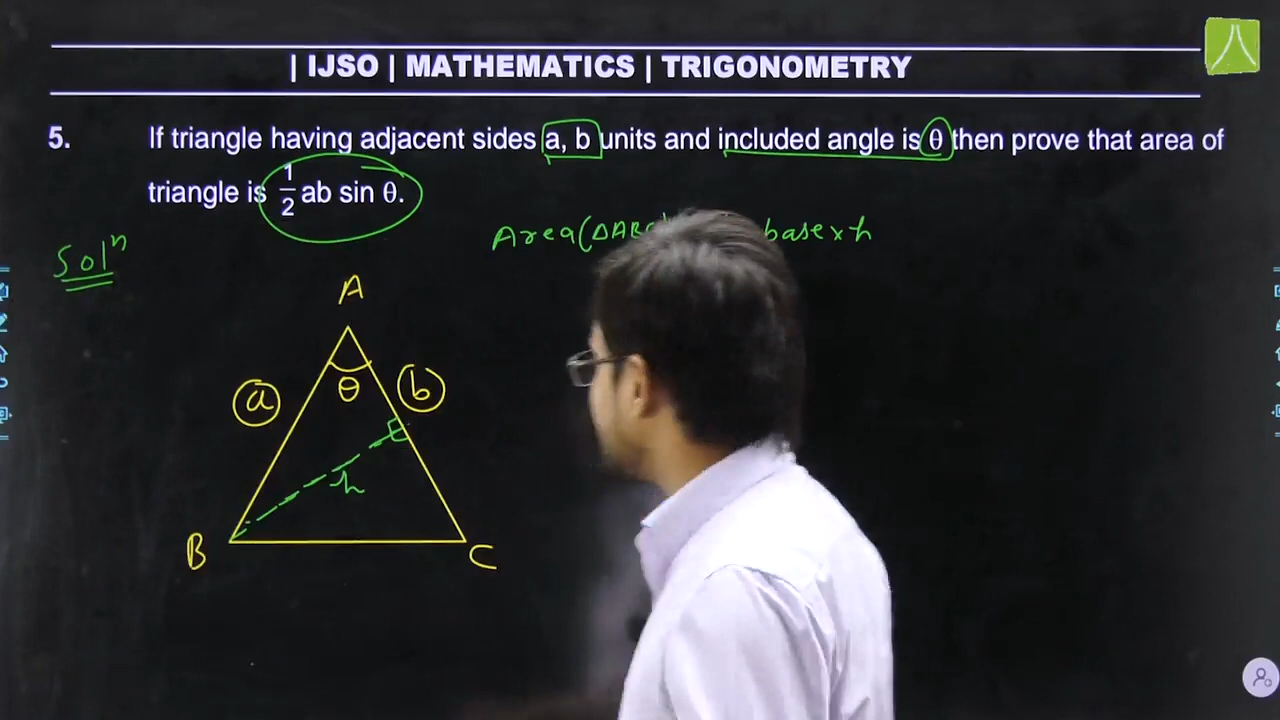 | IJSO | MATHEMATICS | TRIGONOMETRY
5. If triangle having adjacent sides a, b units and included angle is θ then prove that area of
triangle is 1/2 ab sin θ.
Solⁿ
Area(ΔAB base × h
A
a
θ
b
h
B
C